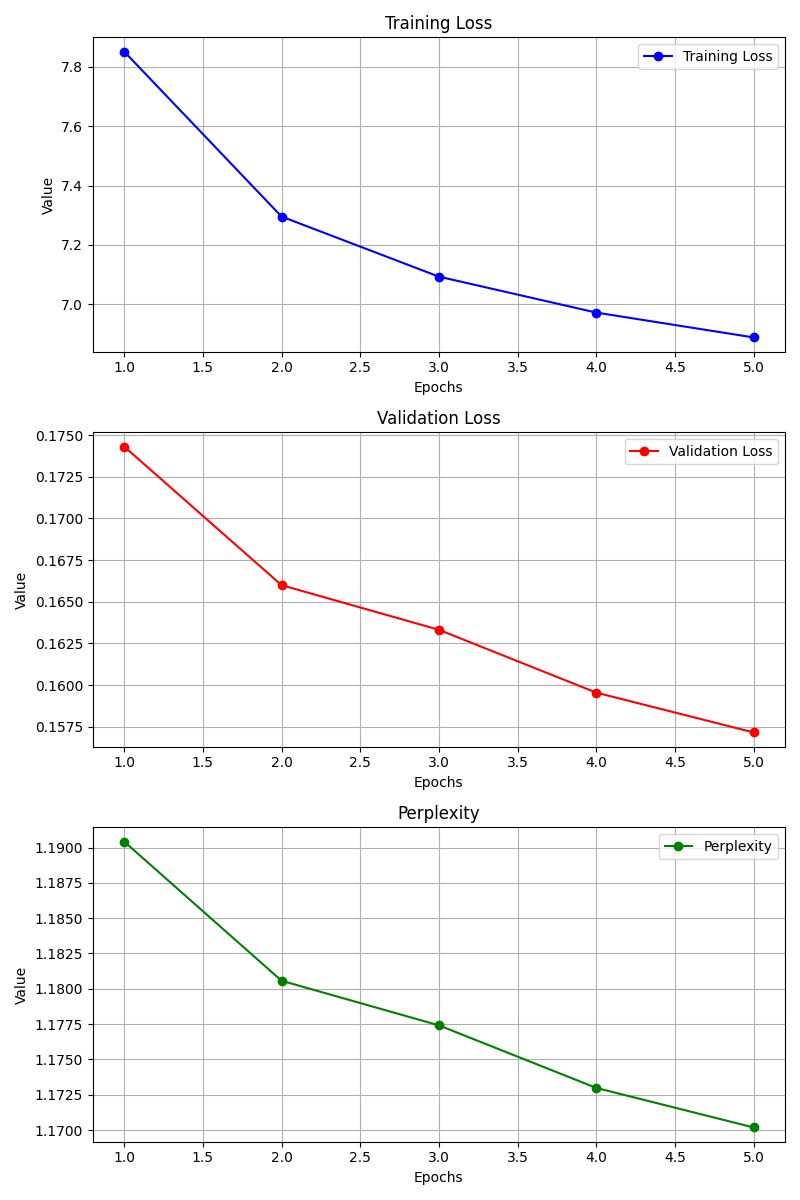 Training Loss
Training Loss
7.8
7.6
7.4
7.2
7.0
Value
1.0 1.5 2.0 2.5 3.0 3.5 4.0 4.5 5.0
Epochs
Validation Loss
Validation Loss
0.1750
0.1725
0.1700
0.1675
0.1650
0.1625
0.1600
0.1575
Value
1.0 1.5 2.0 2.5 3.0 3.5 4.0 4.5 5.0
Epochs
Perplexity
Perplexity
1.1900
1.1875
1.1850
1.1825
1.1800
1.1775
1.1750
1.1725
1.1700
Value
1.0 1.5 2.0 2.5 3.0 3.5 4.0 4.5 5.0
Epochs